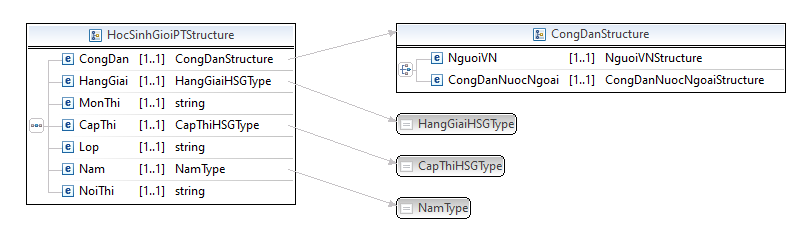 HocSinhGioiPTStructure
CongDan [1..1] CongDanStructure
HangGiai [1..1] HangGiaiHSGType
MonThi [1..1] string
CapThi [1..1] CapThiHSGType
Lop [1..1] string
Nam [1..1] NamType
NoiThi [1..1] string
CongDanStructure
NguoiVN [1..1] NguoiVNStructure
CongDanNuocNgoai [1..1] CongDanNuocNgoaiStructure
HangGiaiHSGType
CapThiHSGType
NamType